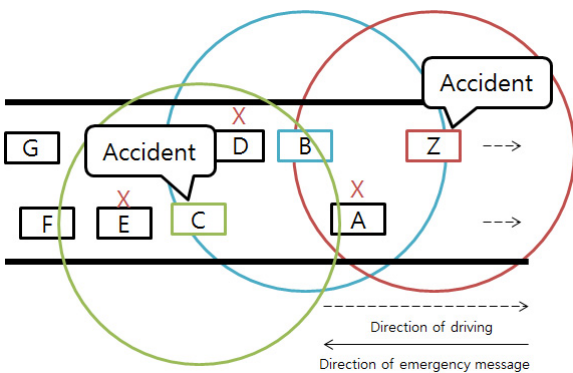 Accident
X
G
Accident
D
B
Z
X
X
F
E
C
A
Direction of driving
Direction of emergency message